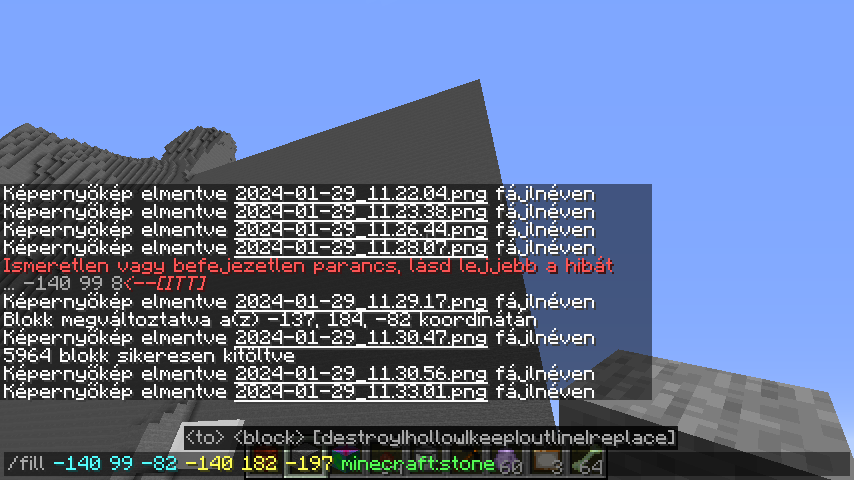 Képernyőkép elmentve 2024-01-29_11.22.04.png fájlnéven
Képernyőkép elmentve 2024-01-29_11.23.38.png fájlnéven
Képernyőkép elmentve 2024-01-29_11.26.44.png fájlnéven
Képernyőkép elmentve 2024-01-29_11.28.07.png fájlnéven
Ismeretlen vagy befejezetlen parancs, lásd lejjebb a hibát
... -140 99 8<--[ITT]
Képernyőkép elmentve 2024-01-29_11.29.17.png fájlnéven
Blokk megváltoztatva a(z) -137, 184, -82 koordinátán
Képernyőkép elmentve 2024-01-29_11.30.47.png fájlnéven
5964 blokk sikeresen kitöltve
Képernyőkép elmentve 2024-01-29_11.30.56.png fájlnéven
Képernyőkép elmentve 2024-01-29_11.33.01.png fájlnéven
<to> <block> [destroy|hollow|keep|outline|replace]
/fill -140 99 -82 -140 182 -197 minecraft:stone
60 3 64